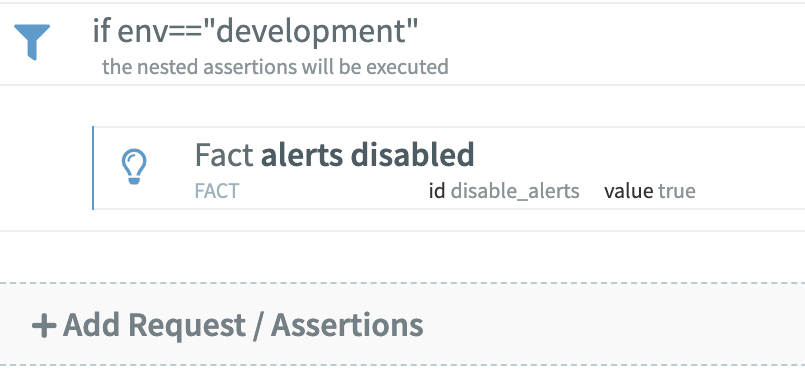 if env=="development"
the nested assertions will be executed
Fact alerts disabled
FACT id disable_alerts value true
+ Add Request / Assertions